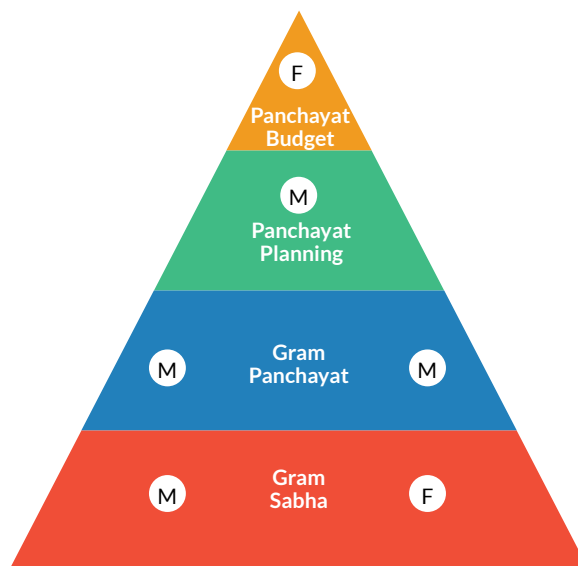 F
Panchayat
Budget
M
Panchayat
Planning
Gram
Panchayat
M
M
Gram
Sabha
M
F